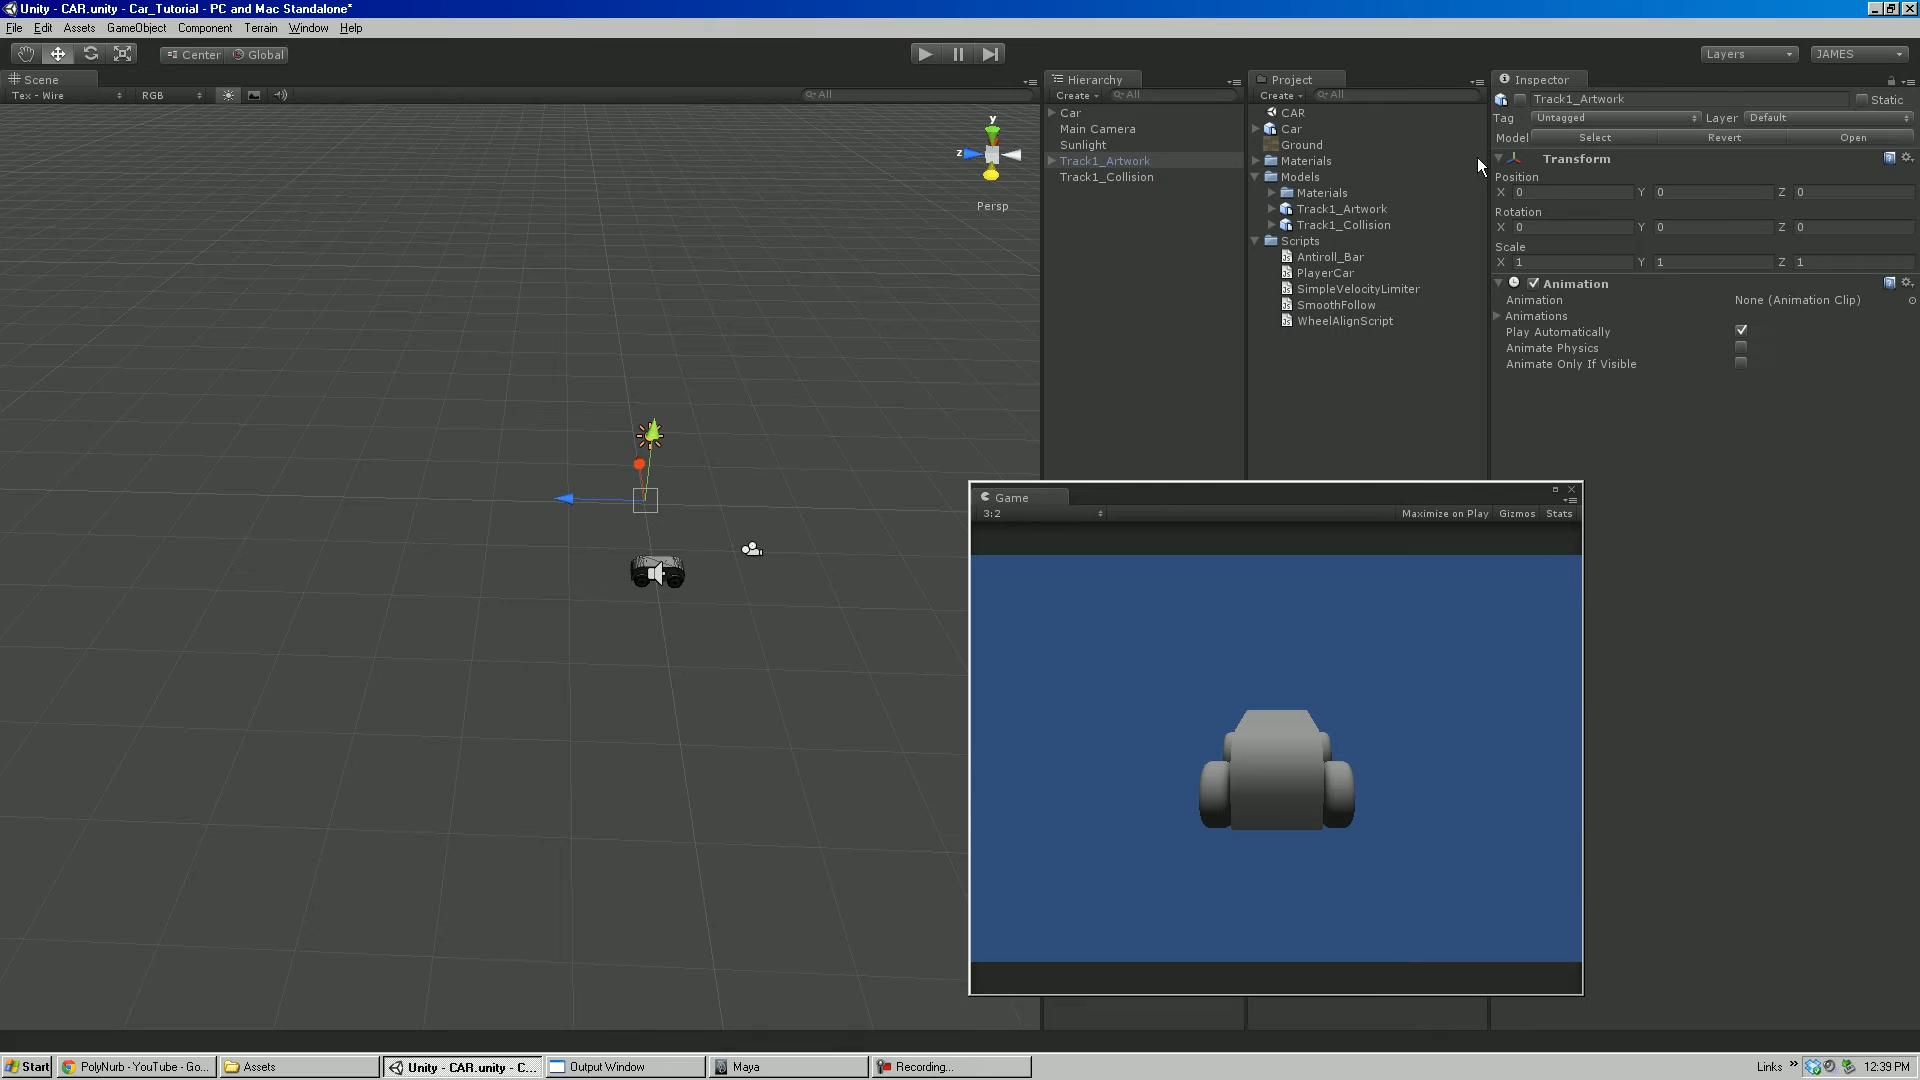 Unity - CAR.unity - Car_Tutorial - PC and Mac Standalone*
File Edit Assets GameObject Component Terrain Window Help
Center Global Layers JAMES
Scene
Tex - Wire RGB All
y
z
Persp
Hierarchy
Create All
Car
Main Camera
Sunlight
Track1_Artwork
Track1_Collision
Project
Create All
CAR
Car
Ground
Materials
Models
Materials
Track1_Artwork
Track1_Collision
Scripts
Antiroll_Bar
PlayerCar
SimpleVelocityLimiter
SmoothFollow
WheelAlignScript
Inspector
Track1_Artwork Static
Tag Untagged Layer Default
Model Select Revert Open
Transform
Position
X 0 Y 0 Z 0
Rotation
X 0 Y 0 Z 0
Scale
X 1 Y 1 Z 1
Animation
Animation None (Animation Clip)
Animations
Play Automatically
Animate Physics
Animate Only If Visible
Game
3:2 Maximize on Play Gizmos Stats
Start PolyNurb - YouTube - Go... Assets Unity - CAR.unity - C... Output Window Maya Recording... Links » 12:39 PM